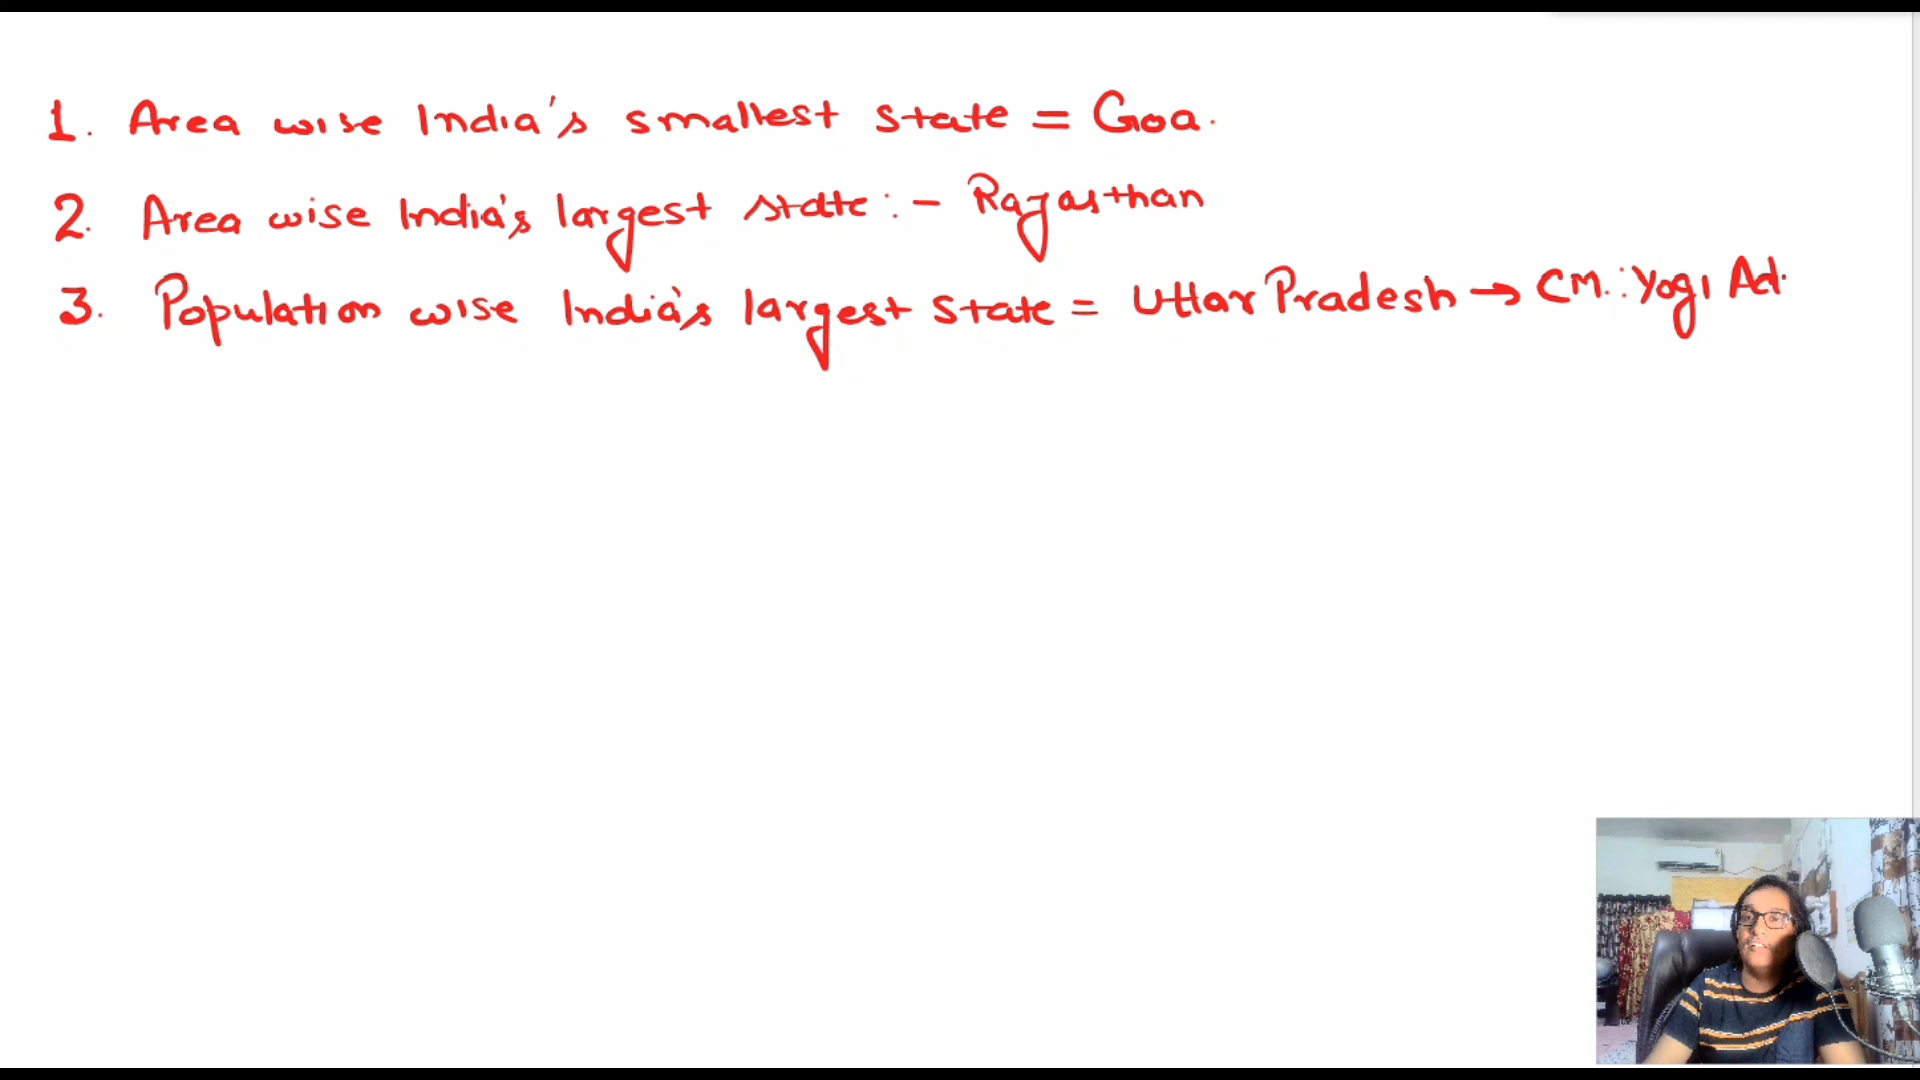 1. Area wise India's smallest state = Goa.
2. Area wise India's largest state :- Rajasthan
3. Population wise India's largest state = Uttar Pradesh → CM.: Yogi Ad.